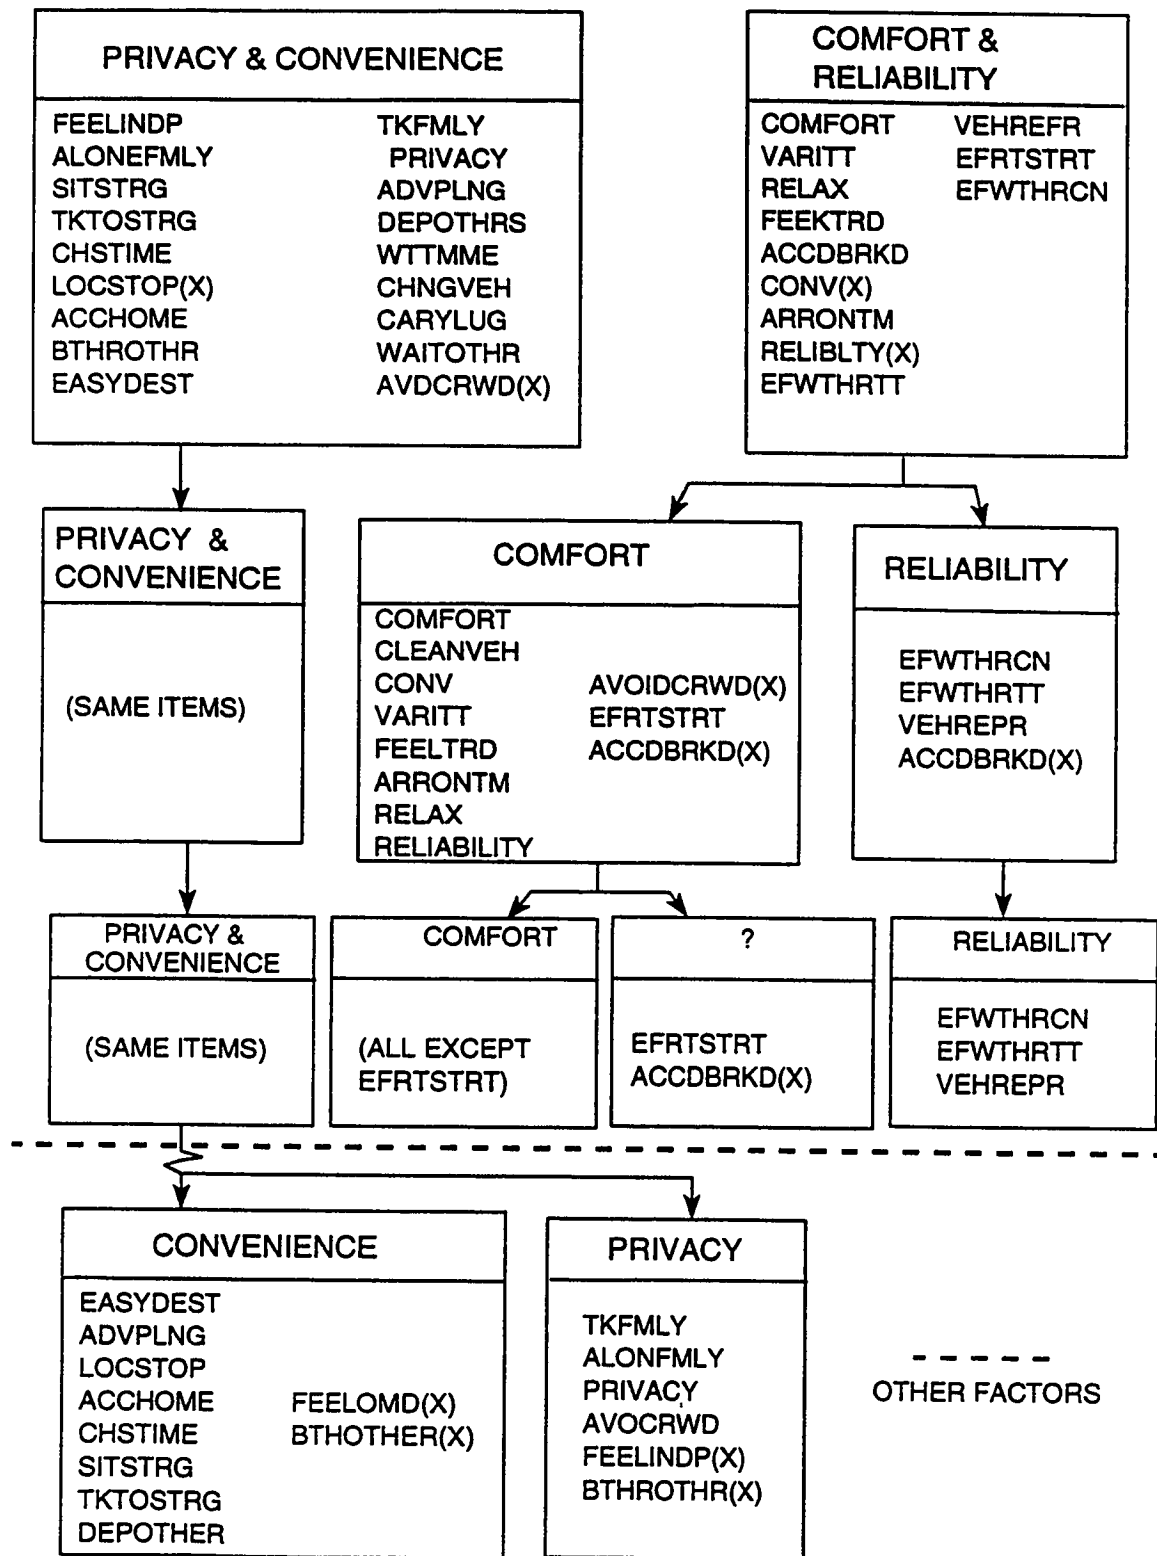 PRIVACY & CONVENIENCE
FEELINDP
ALONEFMLY
SITSTRG
TKTOSTRG
CHSTIME
LOCSTOP(X)
ACCHOME
BTHROTHR
EASYDEST
TKFMLY
PRIVACY
ADVPLNG
DEPOTHRS
WTTMME
CHNGVEH
CARYLUG
WAITOTHR
AVDCRWD(X)
COMFORT &
RELIABILITY
COMFORT
VARITT
RELAX
FEEKTRD
ACCDBRKD
CONV(X)
ARRONTM
RELIBLTY(X)
EFWTHRTT
VEHREFR
EFRTSTRT
EFWTHRCN
PRIVACY &
CONVENIENCE
(SAME ITEMS)
COMFORT
COMFORT
CLEANVEH
CONV
VARITT
FEELTRD
ARRONTM
RELAX
RELIABILITY
AVOIDCRWD(X)
EFRTSTRT
ACCDBRKD(X)
RELIABILITY
EFWTHRCN
EFWTHRTT
VEHREPR
ACCDBRKD(X)
PRIVACY &
CONVENIENCE
(SAME ITEMS)
COMFORT
(ALL EXCEPT
EFRTSTRT)
?
EFRTSTRT
ACCDBRKD(X)
RELIABILITY
EFWTHRCN
EFWTHRTT
VEHREPR
CONVENIENCE
EASYDEST
ADVPLNG
LOCSTOP
ACCHOME
CHSTIME
SITSTRG
TKTOSTRG
DEPOTHER
FEELOMD(X)
BTHOTHER(X)
PRIVACY
TKFMLY
ALONFMLY
PRIVACY
AVOCRWD
FEELINDP(X)
BTHROTHR(X)
OTHER FACTORS